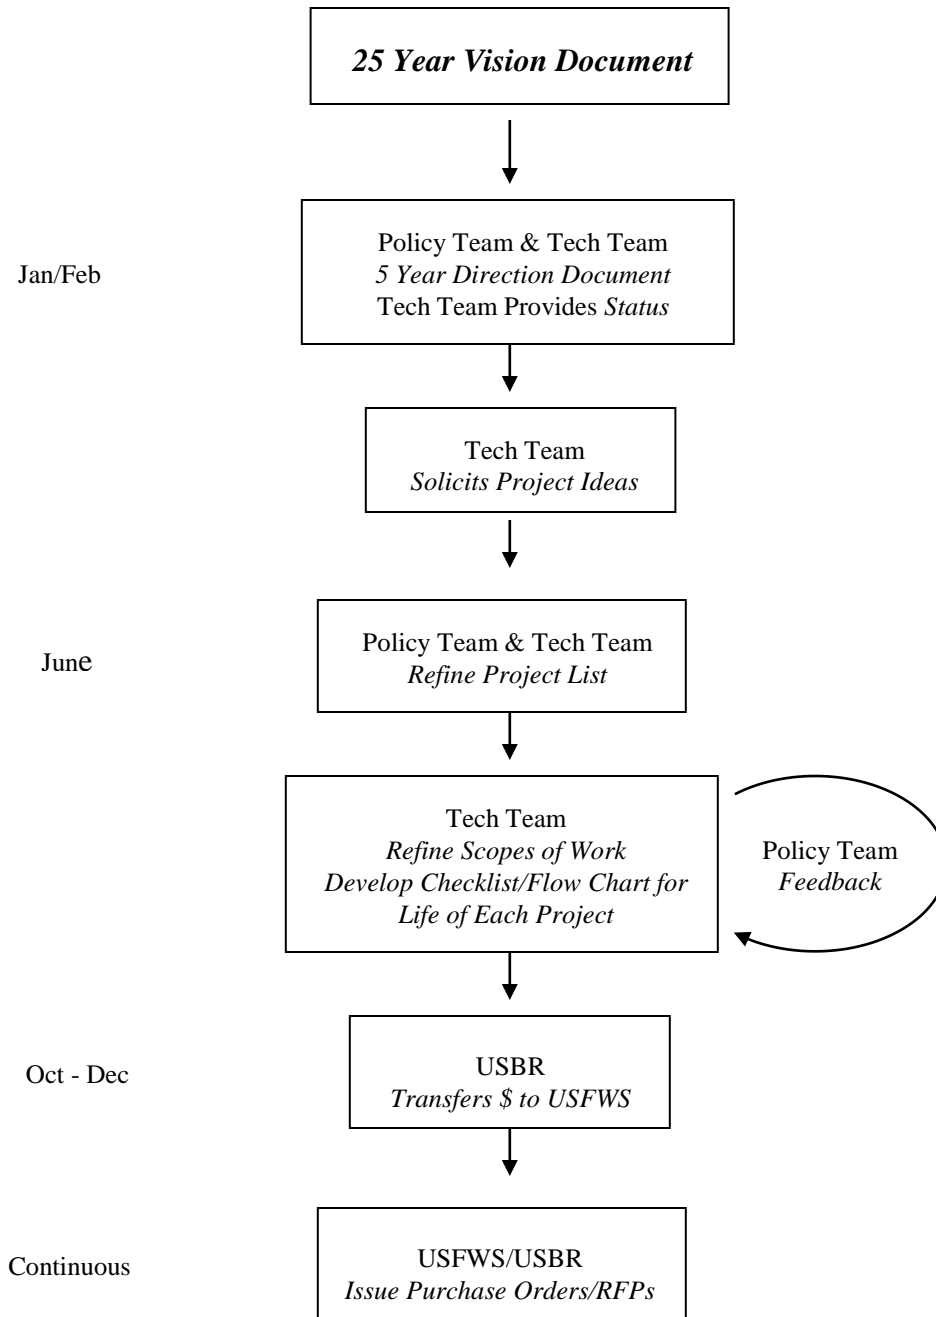 25 Year Vision Document
Jan/Feb
Policy Team & Tech Team
5 Year Direction Document
Tech Team Provides Status
Tech Team
Solicits Project Ideas
June
Policy Team & Tech Team
Refine Project List
Tech Team
Refine Scopes of Work
Develop Checklist/Flow Chart for
Life of Each Project
Policy Team
Feedback
Oct - Dec
USBR
Transfers $ to USFWS
Continuous
USFWS/USBR
Issue Purchase Orders/RFPs